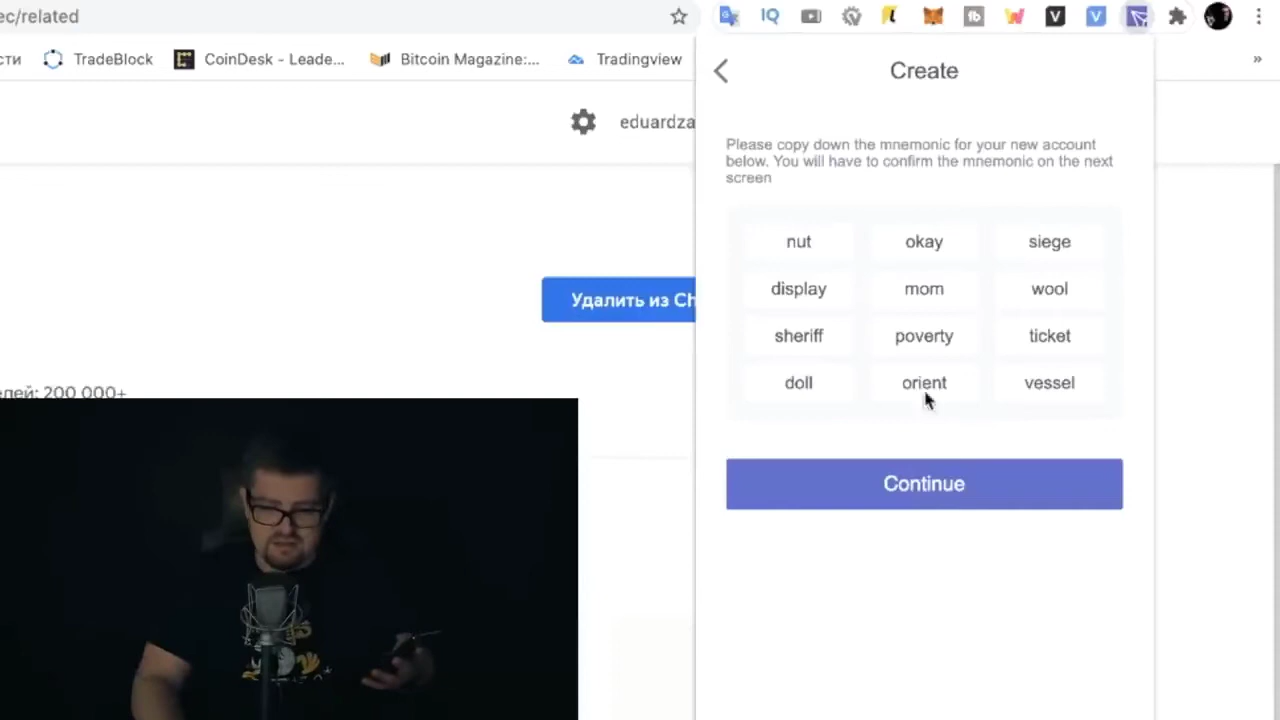 ec/related
сти
TradeBlock
CoinDesk - Leade...
Bitcoin Magazine:...
Tradingview
»
eduardza
Удалить из Ch
елей: 200 000+
Create
Please copy down the mnemonic for your new account
below. You will have to confirm the mnemonic on the next
screen
nut okay siege
display mom wool
sheriff poverty ticket
doll orient vessel
Continue